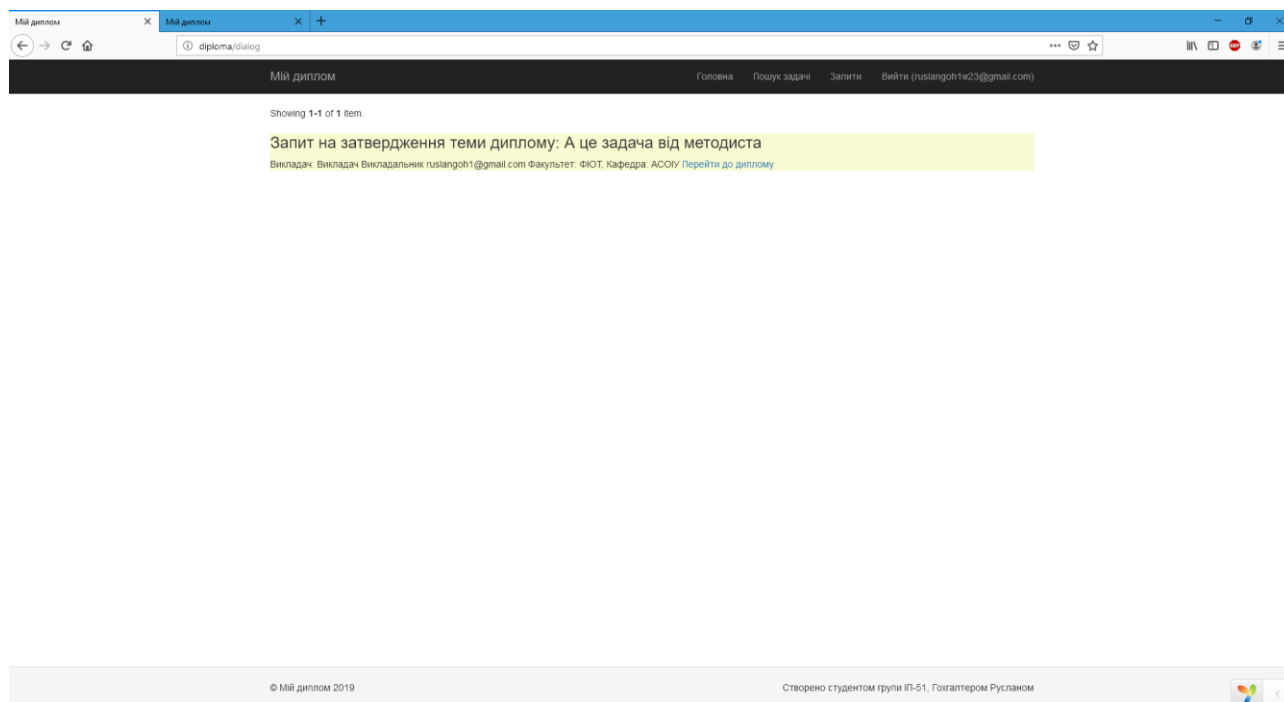 Мій диплом
Мій диплом
diploma/dialog
Мій диплом
Головна Пошук задачі Запити Вийти (ruslangoh1w23@gmail.com)
Showing 1-1 of 1 item.
Запит на затвердження теми диплому: А це задача від методиста
Викладач: Викладач Викладальник ruslangoh1@gmail.com Факультет: ФІОТ, Кафедра: АСОІУ Перейти до диплому
© Мій диплом 2019
Створено студентом групи ІП-51, Гохгалтером Русланом